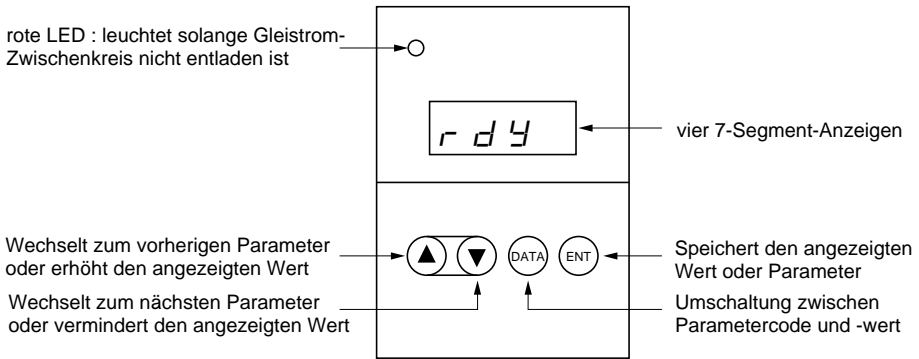 rote LED : leuchtet solange Gleistrom-
Zwischenkreis nicht entladen ist
rdY
vier 7-Segment-Anzeigen
Wechselt zum vorherigen Parameter
oder erhöht den angezeigten Wert
Wechselt zum nächsten Parameter
oder vermindert den angezeigten Wert
DATA
ENT
Speichert den angezeigten
Wert oder Parameter
Umschaltung zwischen
Parametercode und -wert